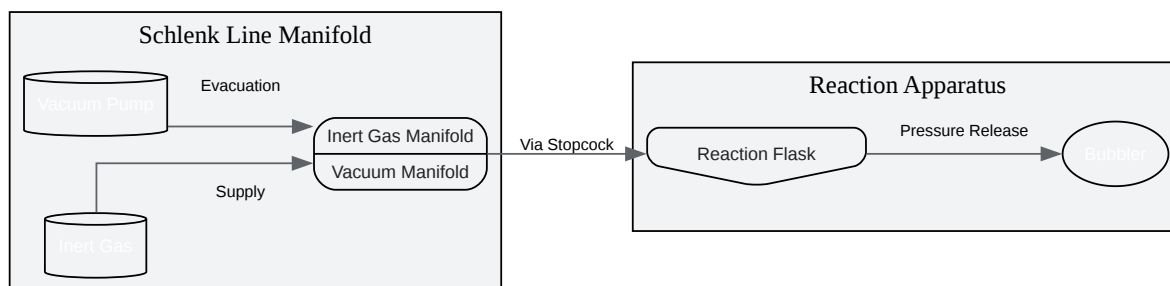 Schlenk Line Manifold
Vacuum Pump
Evacuation
Inert Gas Manifold
Vacuum Manifold
Supply
Inert Gas
Via Stopcock
Reaction Apparatus
Reaction Flask
Pressure Release
Bubbler